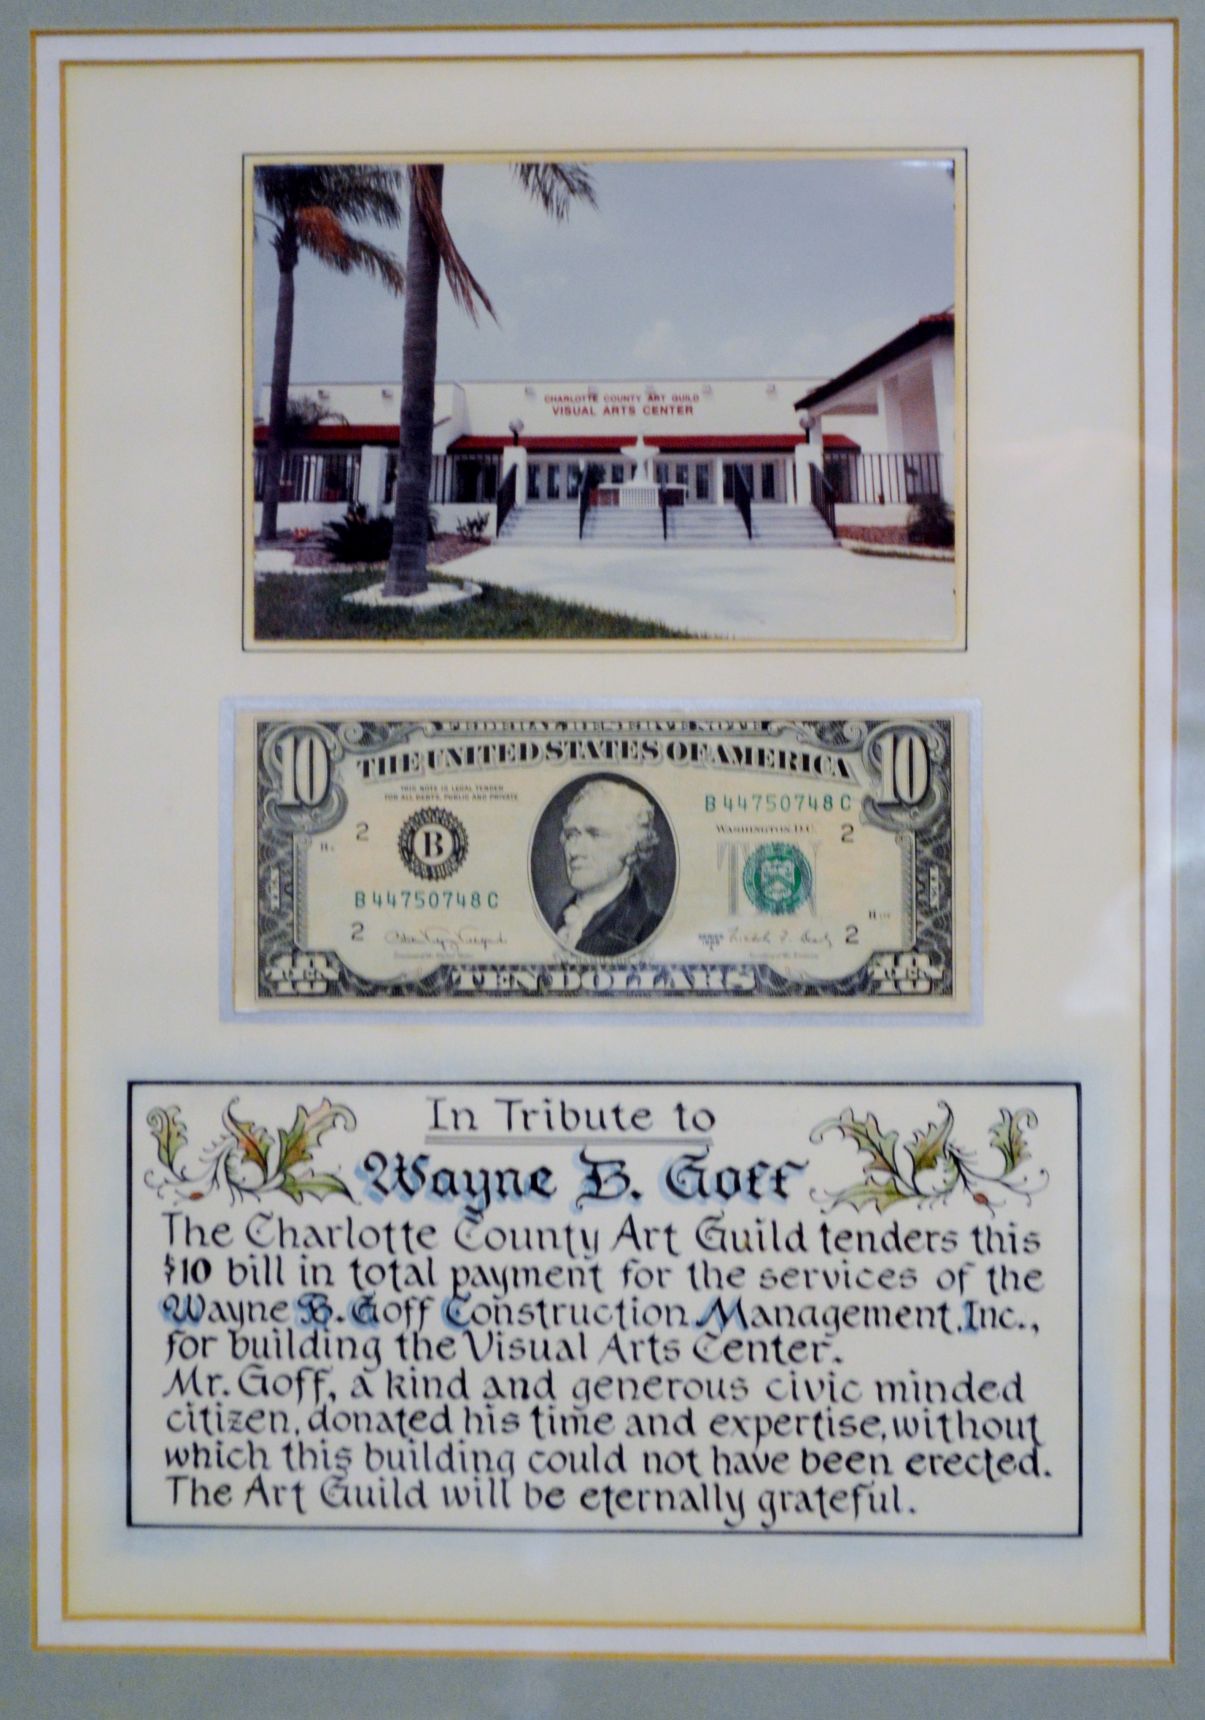 CHARLOTTE COUNTY ART GUILD
VISUAL ARTS CENTER
FEDERAL RESERVE NOTE
10 10
THE UNITED STATES OF AMERICA
THIS NOTE IS LEGAL TENDER
FOR ALL DEBTS, PUBLIC AND PRIVATE
B 44750748 C
2 WASHINGTON, D.C. 2
B
B 44750748 C
2 2
TEN DOLLARS
In Tribute to
Wayne B. Goff
The Charlotte County Art Guild tenders this
$10 bill in total payment for the services of the
Wayne B. Goff Construction Management, Inc.,
for building the Visual Arts Center.
Mr. Goff, a kind and generous civic minded
citizen, donated his time and expertise, without
which this building could not have been erected.
The Art Guild will be eternally grateful.